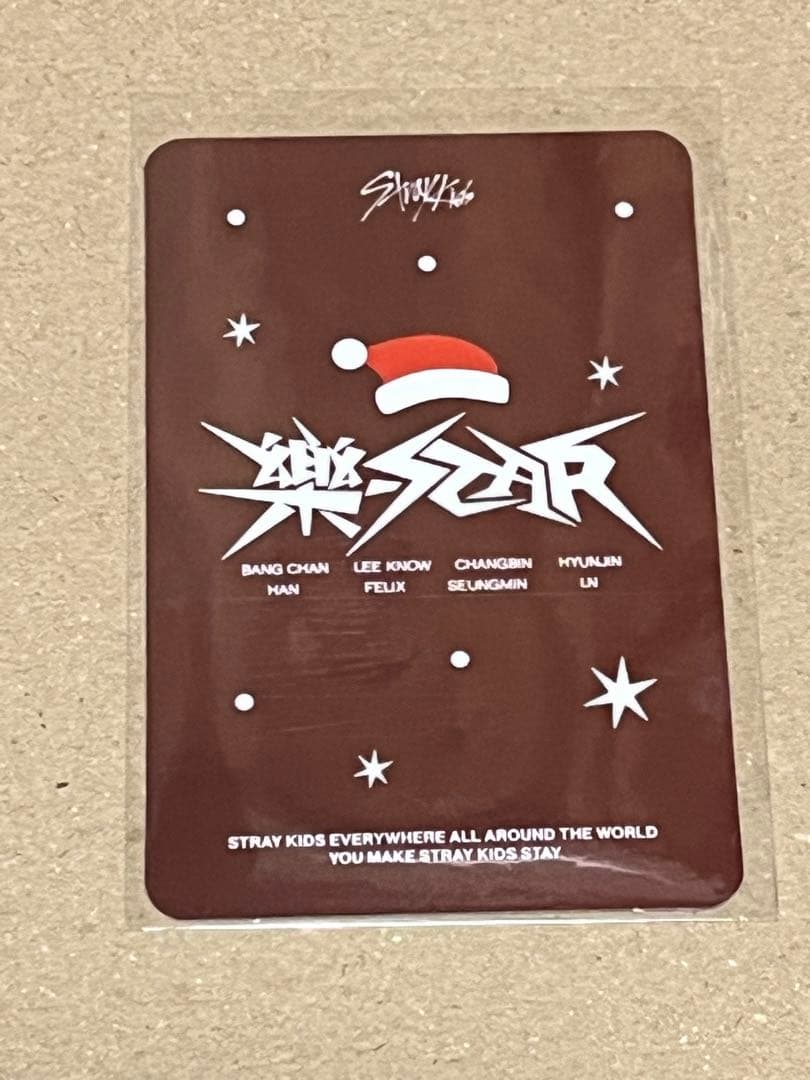 Stray Kids
樂-STAR
BANG CHAN LEE KNOW CHANGBIN HYUNJIN
HAN FELIX SEUNGMIN I.N
STRAY KIDS EVERYWHERE ALL AROUND THE WORLD
YOU MAKE STRAY KIDS STAY